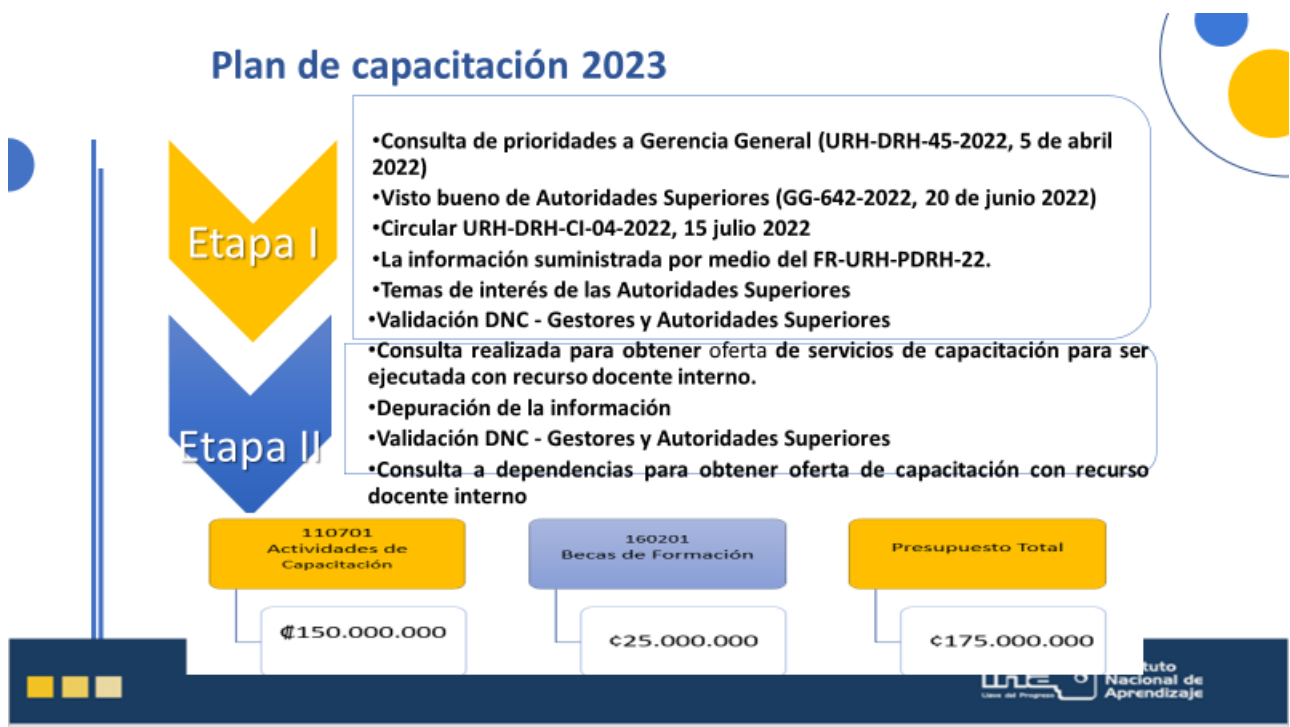 Plan de capacitación 2023
Etapa I
•Consulta de prioridades a Gerencia General (URH-DRH-45-2022, 5 de abril
2022)
•Visto bueno de Autoridades Superiores (GG-642-2022, 20 de junio 2022)
•Circular URH-DRH-CI-04-2022, 15 julio 2022
•La información suministrada por medio del FR-URH-PDRH-22.
•Temas de interés de las Autoridades Superiores
•Validación DNC - Gestores y Autoridades Superiores
Etapa II
•Consulta realizada para obtener oferta de servicios de capacitación para ser
ejecutada con recurso docente interno.
•Depuración de la información
•Validación DNC - Gestores y Autoridades Superiores
•Consulta a dependencias para obtener oferta de capacitación con recurso
docente interno
110701
Actividades de
Capacitación
₡150.000.000
160201
Becas de Formación
¢25.000.000
Presupuesto Total
¢175.000.000
Llave del Progreso
tuto
Nacional de
Aprendizaje